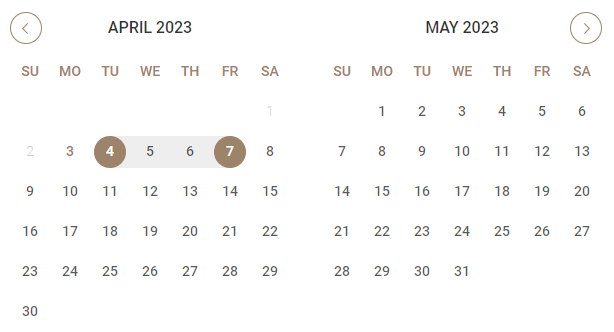 APRIL 2023
SU MO TU WE TH FR SA
1
2 3 4 5 6 7 8
9 10 11 12 13 14 15
16 17 18 19 20 21 22
23 24 25 26 27 28 29
30
MAY 2023
SU MO TU WE TH FR SA
1 2 3 4 5 6
7 8 9 10 11 12 13
14 15 16 17 18 19 20
21 22 23 24 25 26 27
28 29 30 31